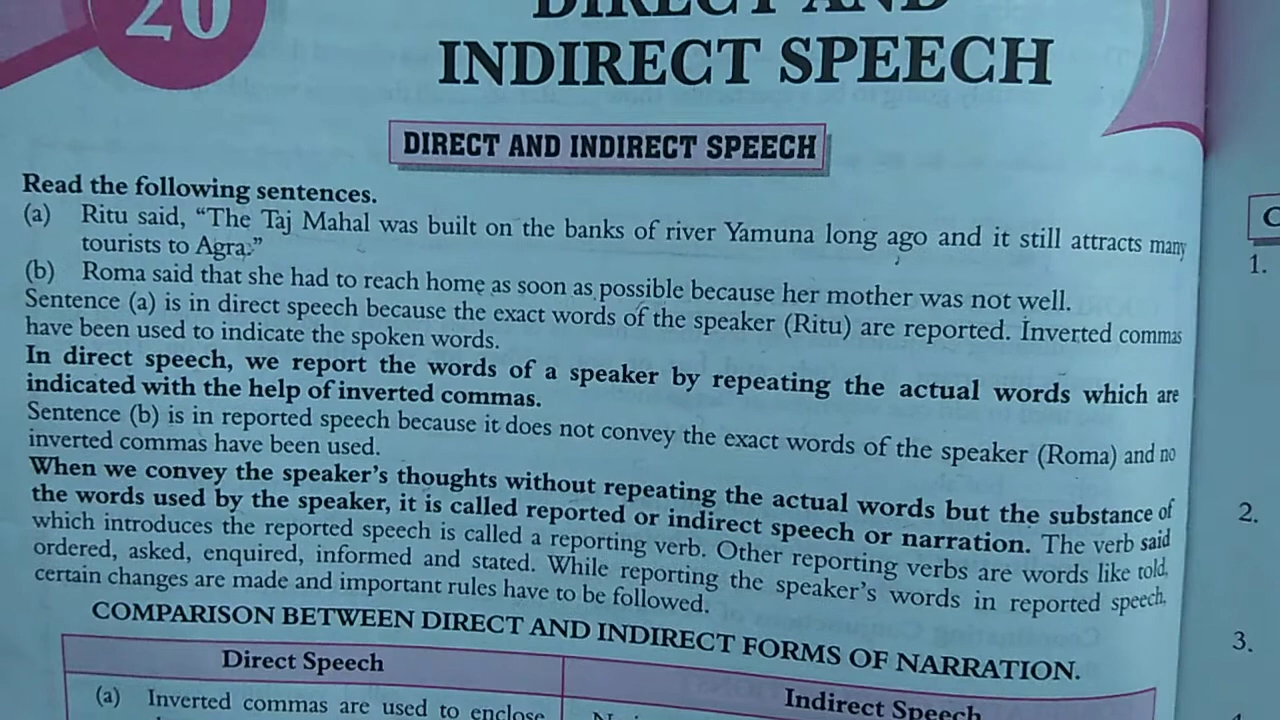 20
DIRECT AND
INDIRECT SPEECH
DIRECT AND INDIRECT SPEECH
Read the following sentences.
(a) Ritu said, “The Taj Mahal was built on the banks of river Yamuna long ago and it still attracts many
tourists to Agra.”
(b) Roma said that she had to reach home as soon as possible because her mother was not well.
Sentence (a) is in direct speech because the exact words of the speaker (Ritu) are reported. Inverted commas
have been used to indicate the spoken words.
In direct speech, we report the words of a speaker by repeating the actual words which are
indicated with the help of inverted commas.
Sentence (b) is in reported speech because it does not convey the exact words of the speaker (Roma) and no
inverted commas have been used.
When we convey the speaker’s thoughts without repeating the actual words but the substance of
the words used by the speaker, it is called reported or indirect speech or narration. The verb said
which introduces the reported speech is called a reporting verb. Other reporting verbs are words like told,
ordered, asked, enquired, informed and stated. While reporting the speaker’s words in reported speech,
certain changes are made and important rules have to be followed.
COMPARISON BETWEEN DIRECT AND INDIRECT FORMS OF NARRATION.
Direct Speech
Indirect Speech
(a) Inverted commas are used to enclose
1.
2.
3.